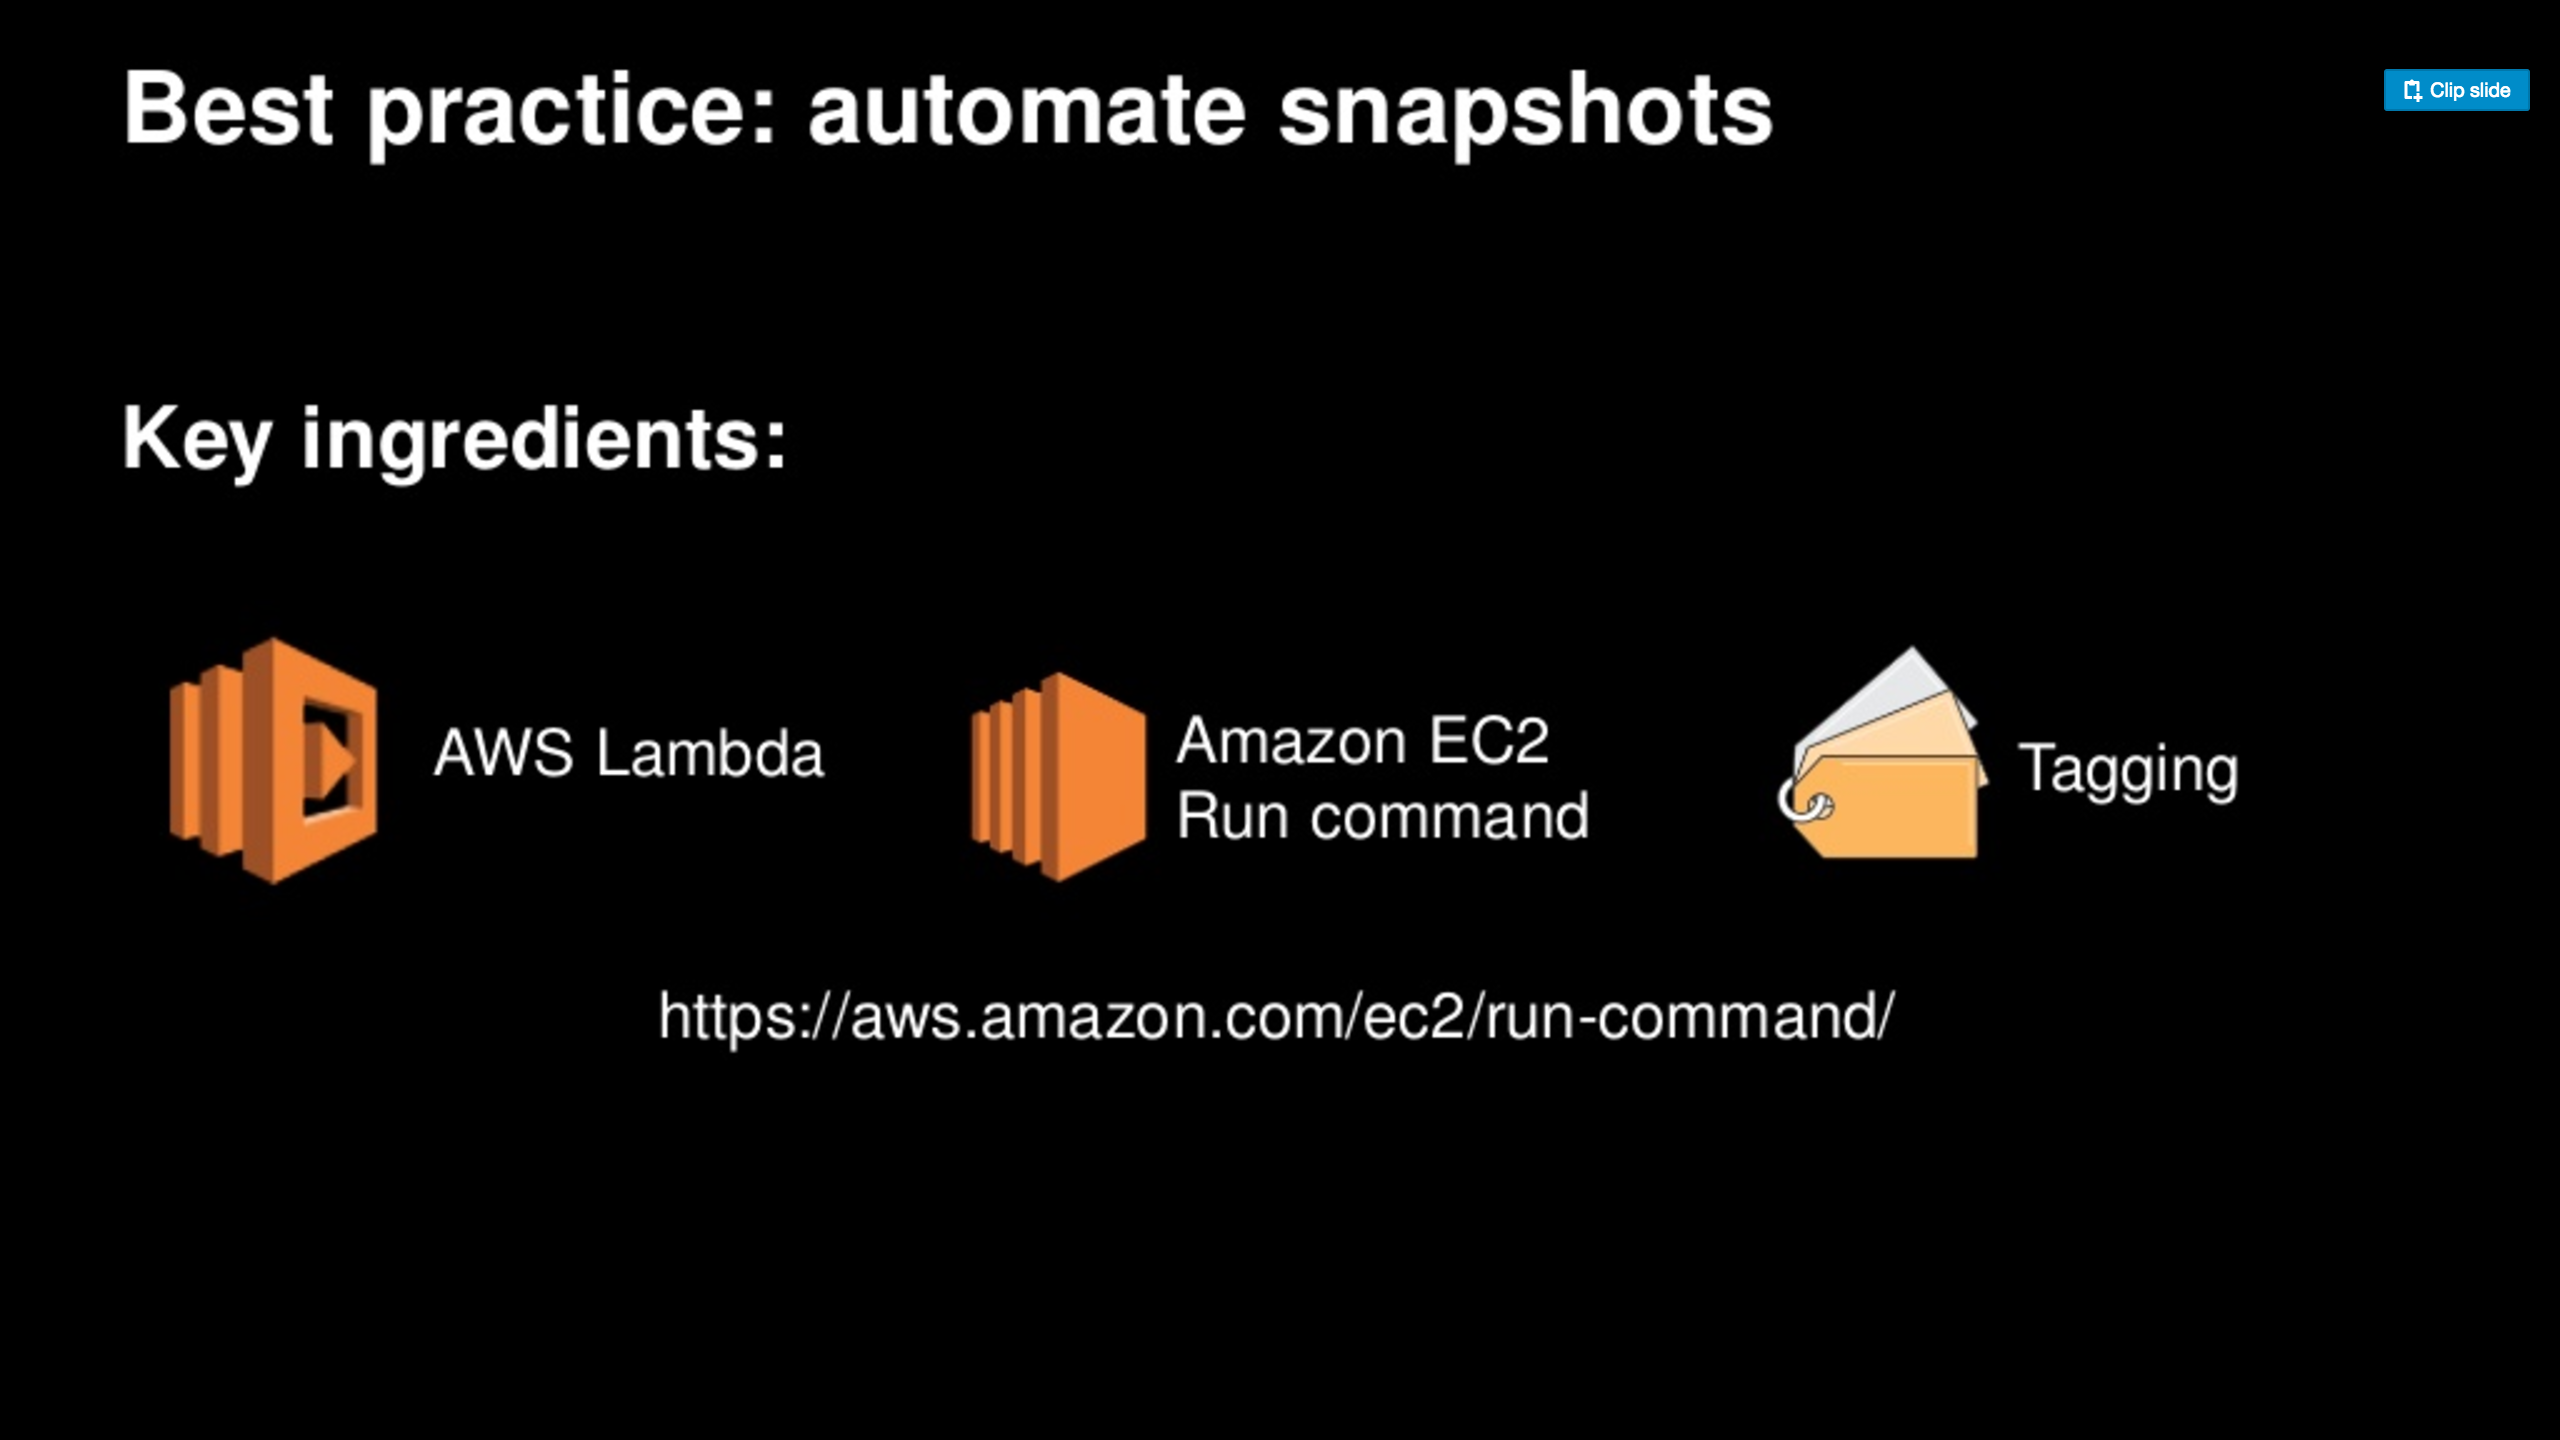 Best practice: automate snapshots
Clip slide
Key ingredients:
AWS Lambda
Amazon EC2
Run command
Tagging
https://aws.amazon.com/ec2/run-command/